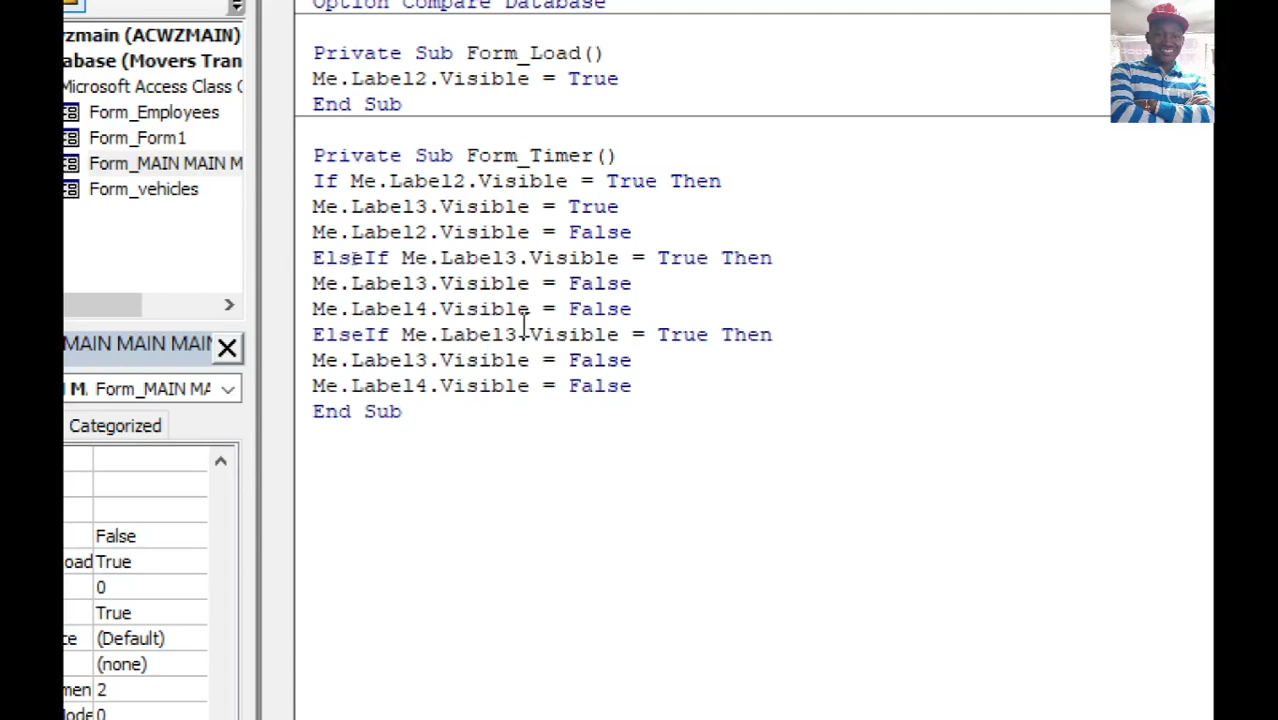 Option Compare Database
Private Sub Form_Load()
Me.Label2.Visible = True
End Sub
Private Sub Form_Timer()
If Me.Label2.Visible = True Then
Me.Label3.Visible = True
Me.Label2.Visible = False
ElseIf Me.Label3.Visible = True Then
Me.Label3.Visible = False
Me.Label4.Visible = False
ElseIf Me.Label3.Visible = True Then
Me.Label3.Visible = False
Me.Label4.Visible = False
End Sub
zmain (ACWZMAIN)
abase (Movers Tran
Microsoft Access Class
Form_Employees
Form_Form1
Form_MAIN MAIN M
Form_vehicles
MAIN MAIN MAIN
M. Form_MAIN MA
Categorized
False
oad True
0
True
te (Default)
(none)
men 2
Mode 0